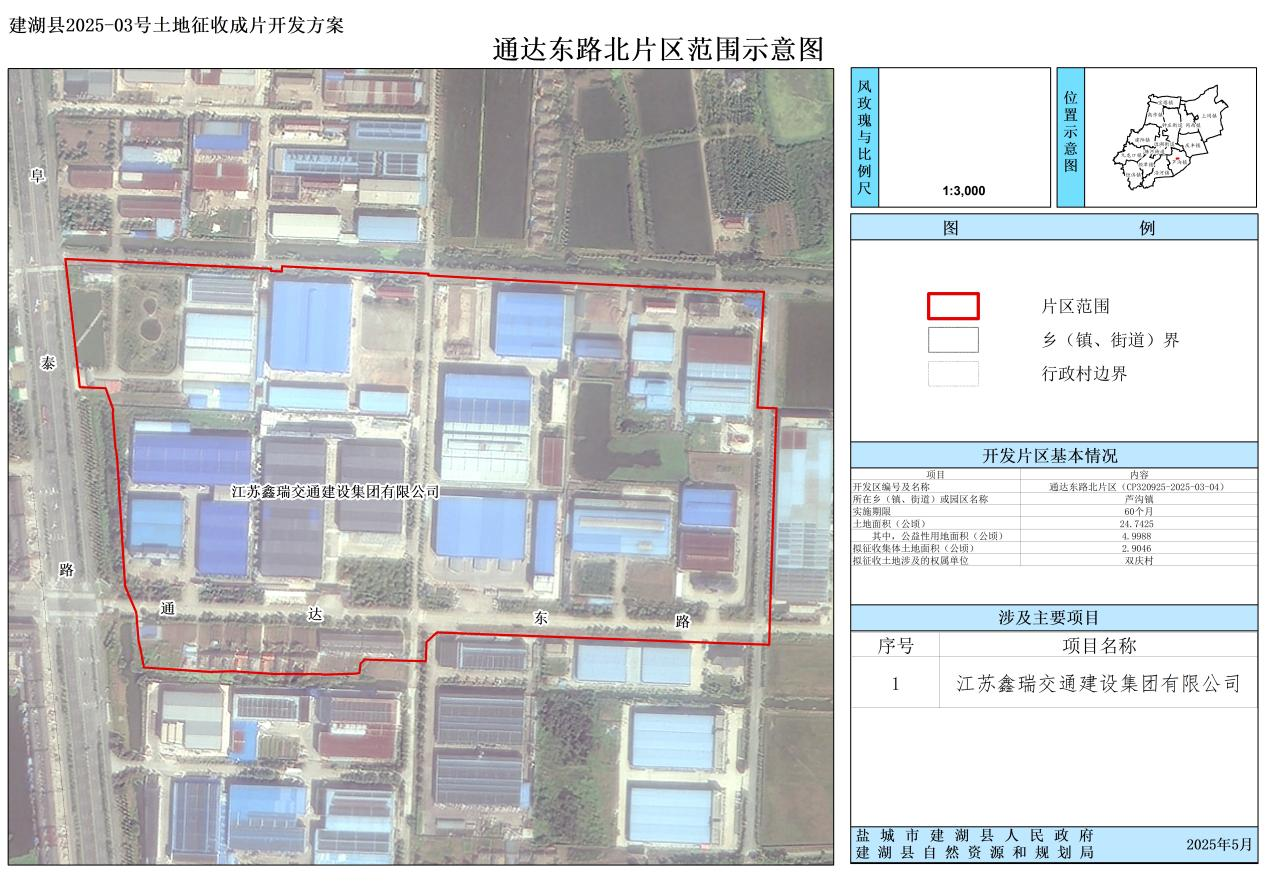 建湖县2025-03号土地征收成片开发方案
通达东路北片区范围示意图
阜
泰
路
江苏鑫瑞交通建设集团有限公司
通
达
东
路
风玫瑰与比例尺
1:3,000
位置示意图
图 例
片区范围
乡（镇、街道）界
行政村边界
开发片区基本情况
项目 内容
开发区编号及名称 通达东路北片区（CP320925-2025-03-04）
所在乡（镇、街道）或园区名称 芦沟镇
实施期限 60个月
土地面积（公顷） 24.7425
其中，公益性用地面积（公顷） 4.9988
拟征收集体土地面积（公顷） 2.9046
拟征收土地涉及的权属单位 双庆村
涉及主要项目
序号 项目名称
1 江苏鑫瑞交通建设集团有限公司
盐城市建湖县人民政府
建湖县自然资源和规划局
2025年5月